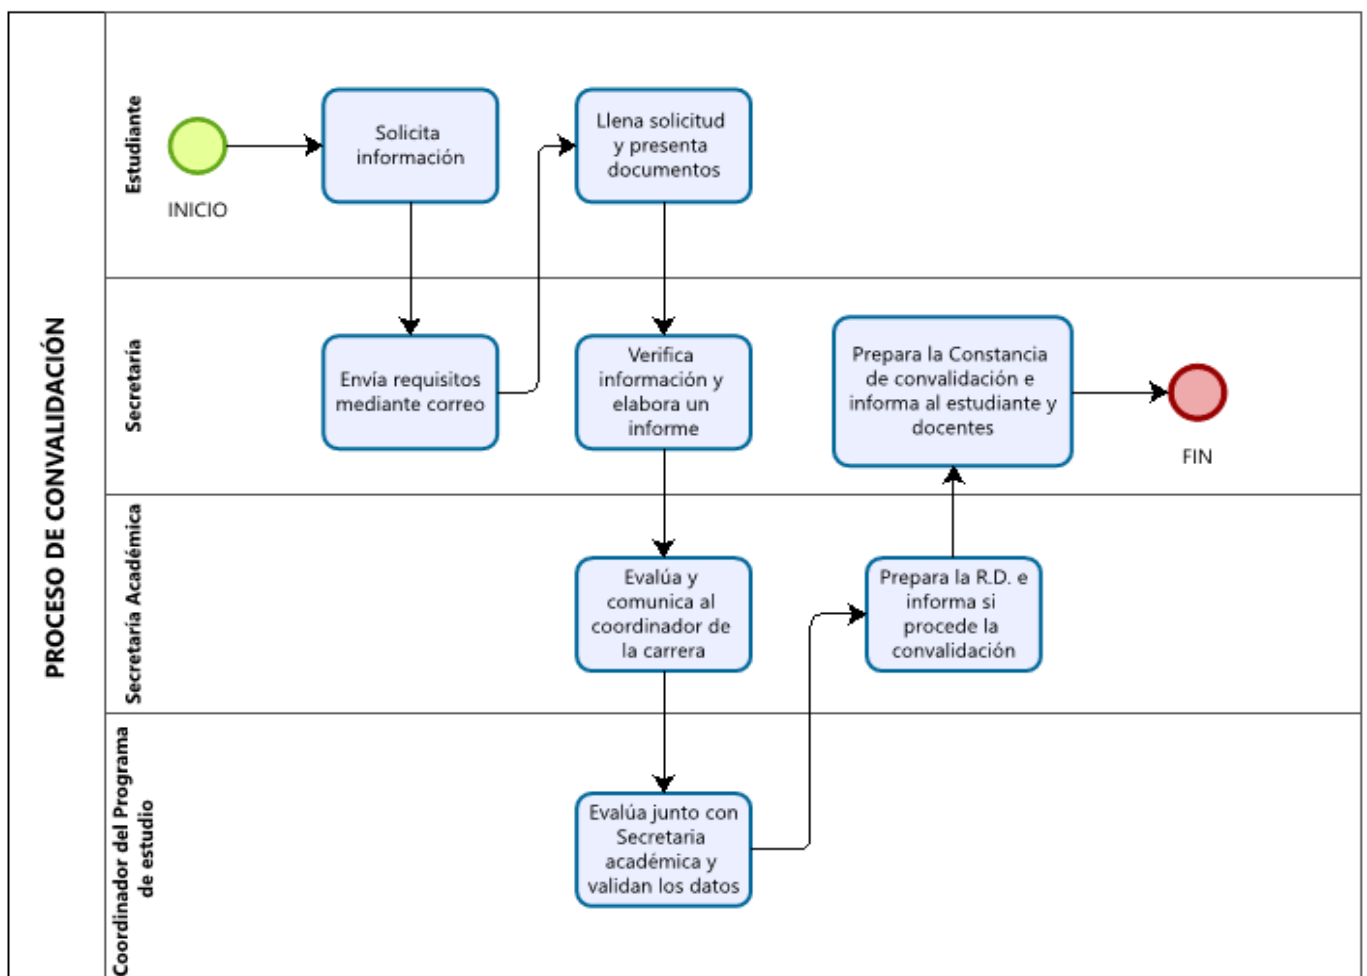 PROCESO DE CONVALIDACIÓN
Estudiante
INICIO
Solicita
información
Llena solicitud
y presenta
documentos
Secretaría
Envía requisitos
mediante correo
Verifica
información y
elabora un
informe
Prepara la Constancia
de convalidación e
informa al estudiante y
docentes
FIN
Secretaría Académica
Evalúa y
comunica al
coordinador de
la carrera
Prepara la R.D. e
informa si
procede la
convalidación
Coordinador del Programa
de estudio
Evalúa junto con
Secretaria
académica y
validan los datos